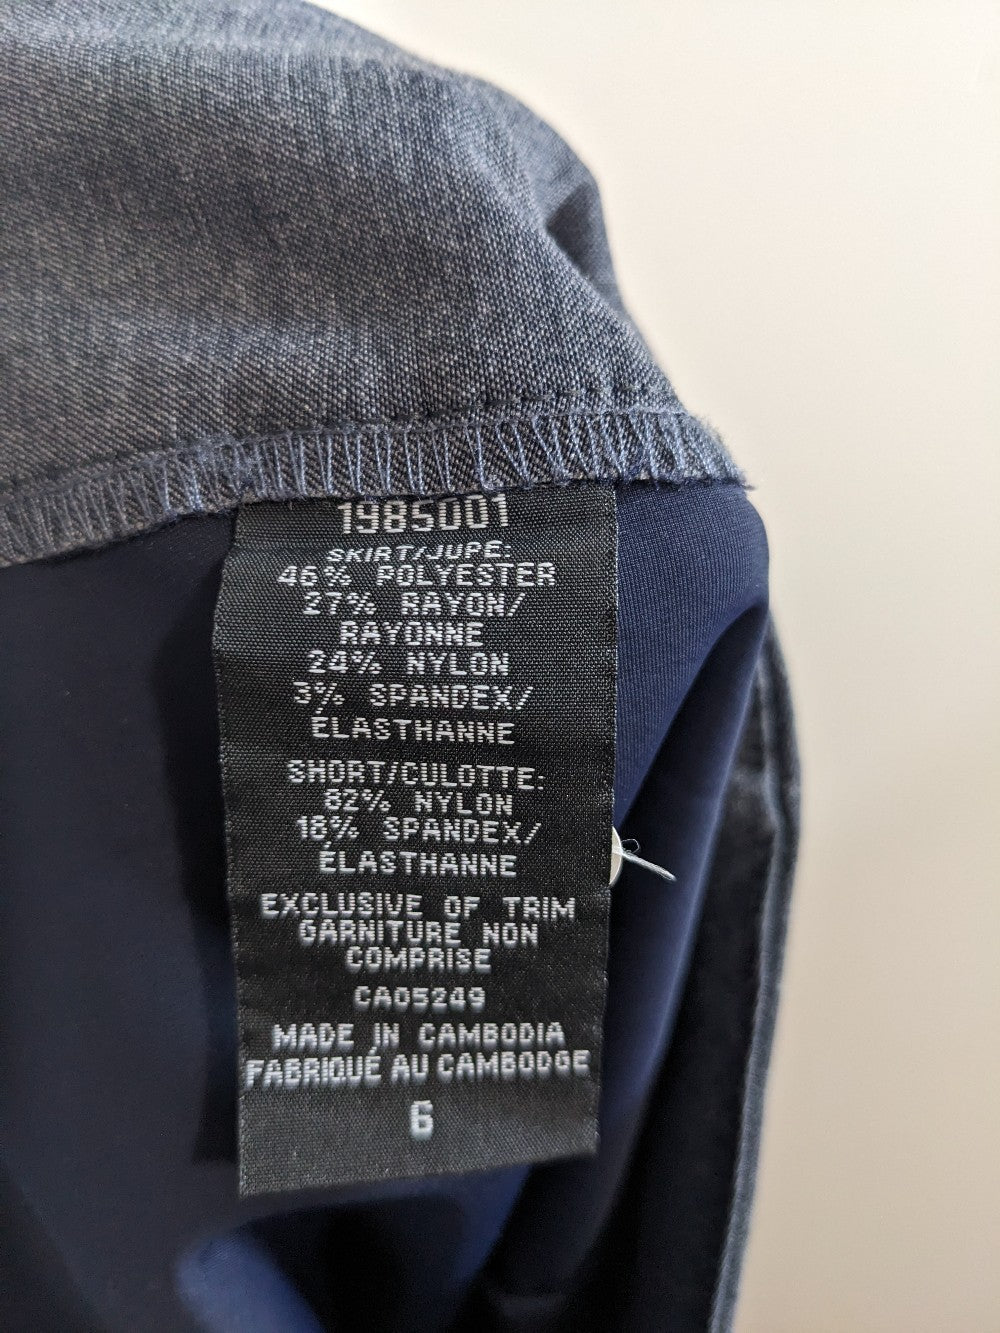 1985001
SKIRT/JUPE:
46% POLYESTER
27% RAYON/
RAYONNE
24% NYLON
3% SPANDEX/
ÉLASTHANNE
SHORT/CULOTTE:
82% NYLON
18% SPANDEX/
ÉLASTHANNE
EXCLUSIVE OF TRIM
GARNITURE NON
COMPRISE
CA05249
MADE IN CAMBODIA
FABRIQUÉ AU CAMBODGE
6